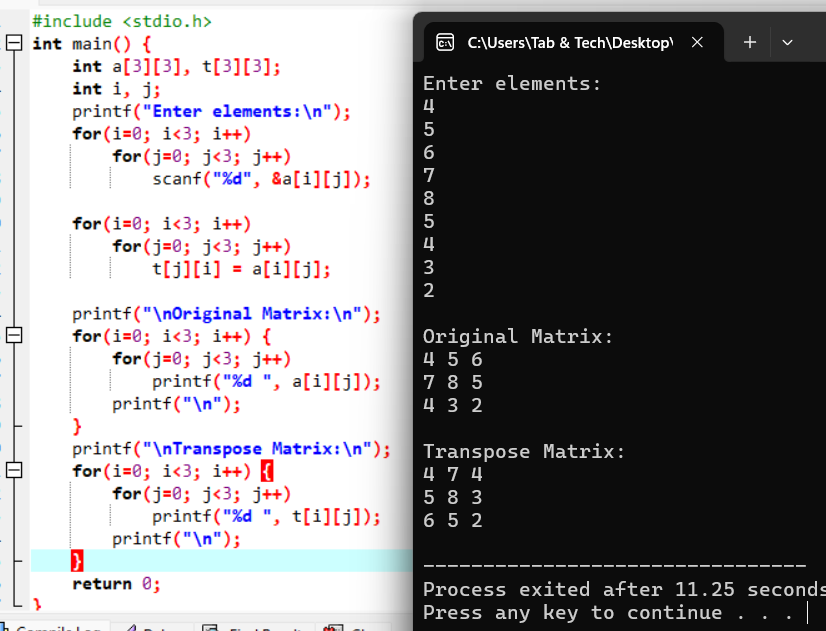 #include <stdio.h>
int main() {
int a[3][3], t[3][3];
int i, j;
printf("Enter elements:\n");
for(i=0; i<3; i++)
for(j=0; j<3; j++)
scanf("%d", &a[i][j]);
for(i=0; i<3; i++)
for(j=0; j<3; j++)
t[j][i] = a[i][j];
printf("\nOriginal Matrix:\n");
for(i=0; i<3; i++) {
for(j=0; j<3; j++)
printf("%d ", a[i][j]);
printf("\n");
}
printf("\nTranspose Matrix:\n");
for(i=0; i<3; i++) {
for(j=0; j<3; j++)
printf("%d ", t[i][j]);
printf("\n");
}
return 0;
}
C:\Users\Tab & Tech\Desktop\
Enter elements:
4
5
6
7
8
5
4
3
2
Original Matrix:
4 5 6
7 8 5
4 3 2
Transpose Matrix:
4 7 4
5 8 3
6 5 2
--------------------------------
Process exited after 11.25 seconds
Press any key to continue . . .